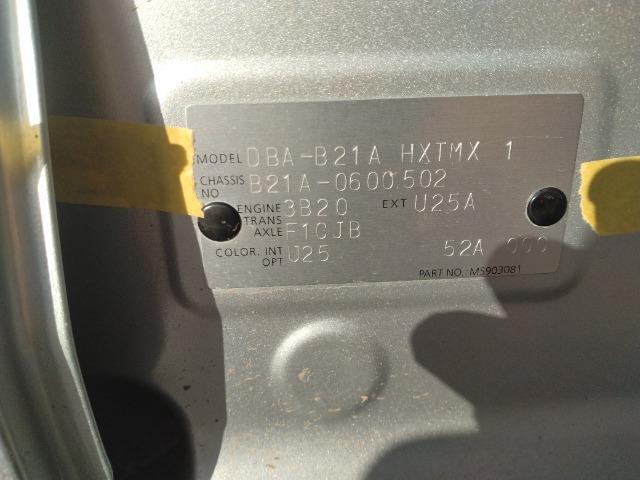 MODEL DBA-B21A HXTMX 1
CHASSIS NO. B21A-0600502
ENGINE 3B20 EXT U25A
TRANS AXLE F1CJB
COLOR. INT U25 52A 000
OPT
PART NO.: MS903081